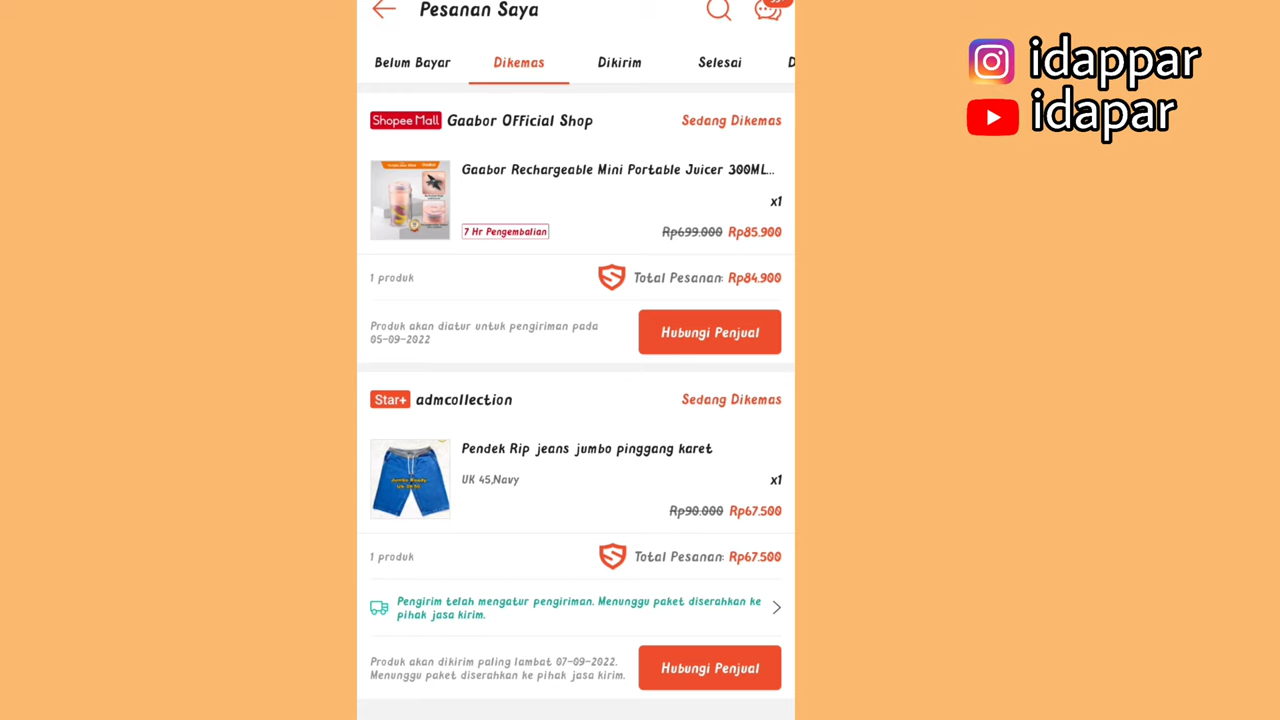 Pesanan Saya
Belum Bayar Dikemas Dikirim Selesai
Shopee Mall Gaabor Official Shop Sedang Dikemas
Gaabor Rechargeable Mini Portable Juicer 300ML...
x1
7 Hr Pengembalian Rp699.000 Rp85.900
1 produk Total Pesanan: Rp84.900
Produk akan diatur untuk pengiriman pada
05-09-2022
Hubungi Penjual
Star+ admcollection Sedang Dikemas
Pendek Rip jeans jumbo pinggang karet
UK 45,Navy x1
Rp90.000 Rp67.500
1 produk Total Pesanan: Rp67.500
Pengirim telah mengatur pengiriman. Menunggu paket diserahkan ke
pihak jasa kirim.
Produk akan dikirim paling lambat 07-09-2022.
Menunggu paket diserahkan ke pihak jasa kirim.
Hubungi Penjual
idappar
idapar